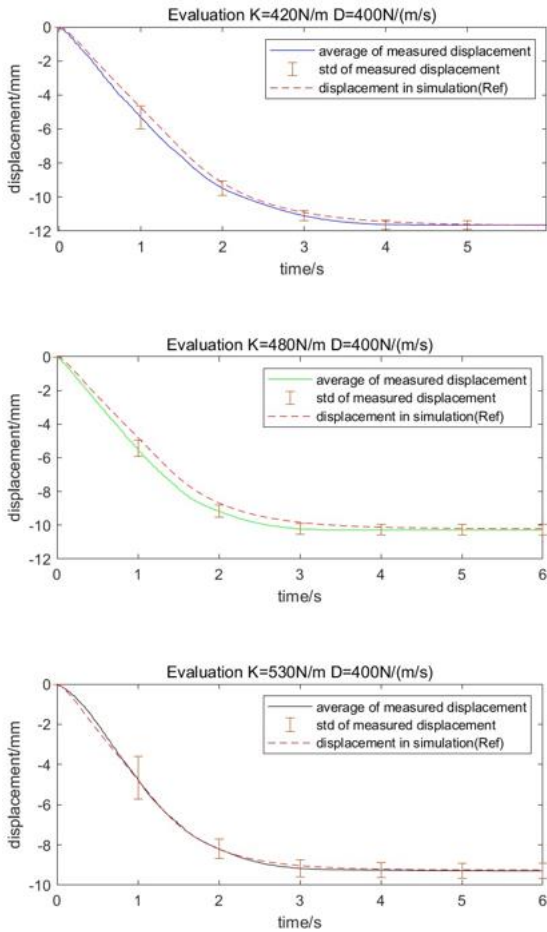 Evaluation K=420N/m D=400N/(m/s)
0
-2
-4
-6
-8
-10
-12
displacement/mm
average of measured displacement
std of measured displacement
displacement in simulation(Ref)
0 1 2 3 4 5
time/s
Evaluation K=480N/m D=400N/(m/s)
0
-2
-4
-6
-8
-10
-12
displacement/mm
average of measured displacement
std of measured displacement
displacement in simulation(Ref)
0 1 2 3 4 5 6
time/s
Evaluation K=530N/m D=400N/(m/s)
0
-2
-4
-6
-8
-10
displacement/mm
average of measured displacement
std of measured displacement
displacement in simulation(Ref)
0 1 2 3 4 5 6
time/s